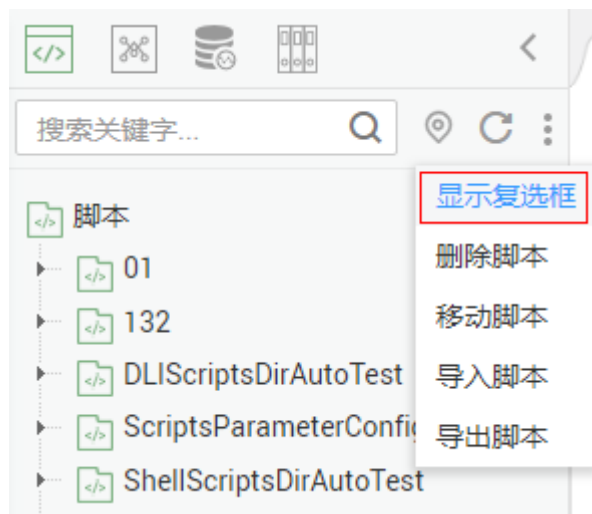 </>
搜索关键字...
显示复选框
脚本
删除脚本
01
移动脚本
132
导入脚本
DLIScriptsDirAutoTest
导出脚本
ScriptsParameterConfi
ShellScriptsDirAutoTest